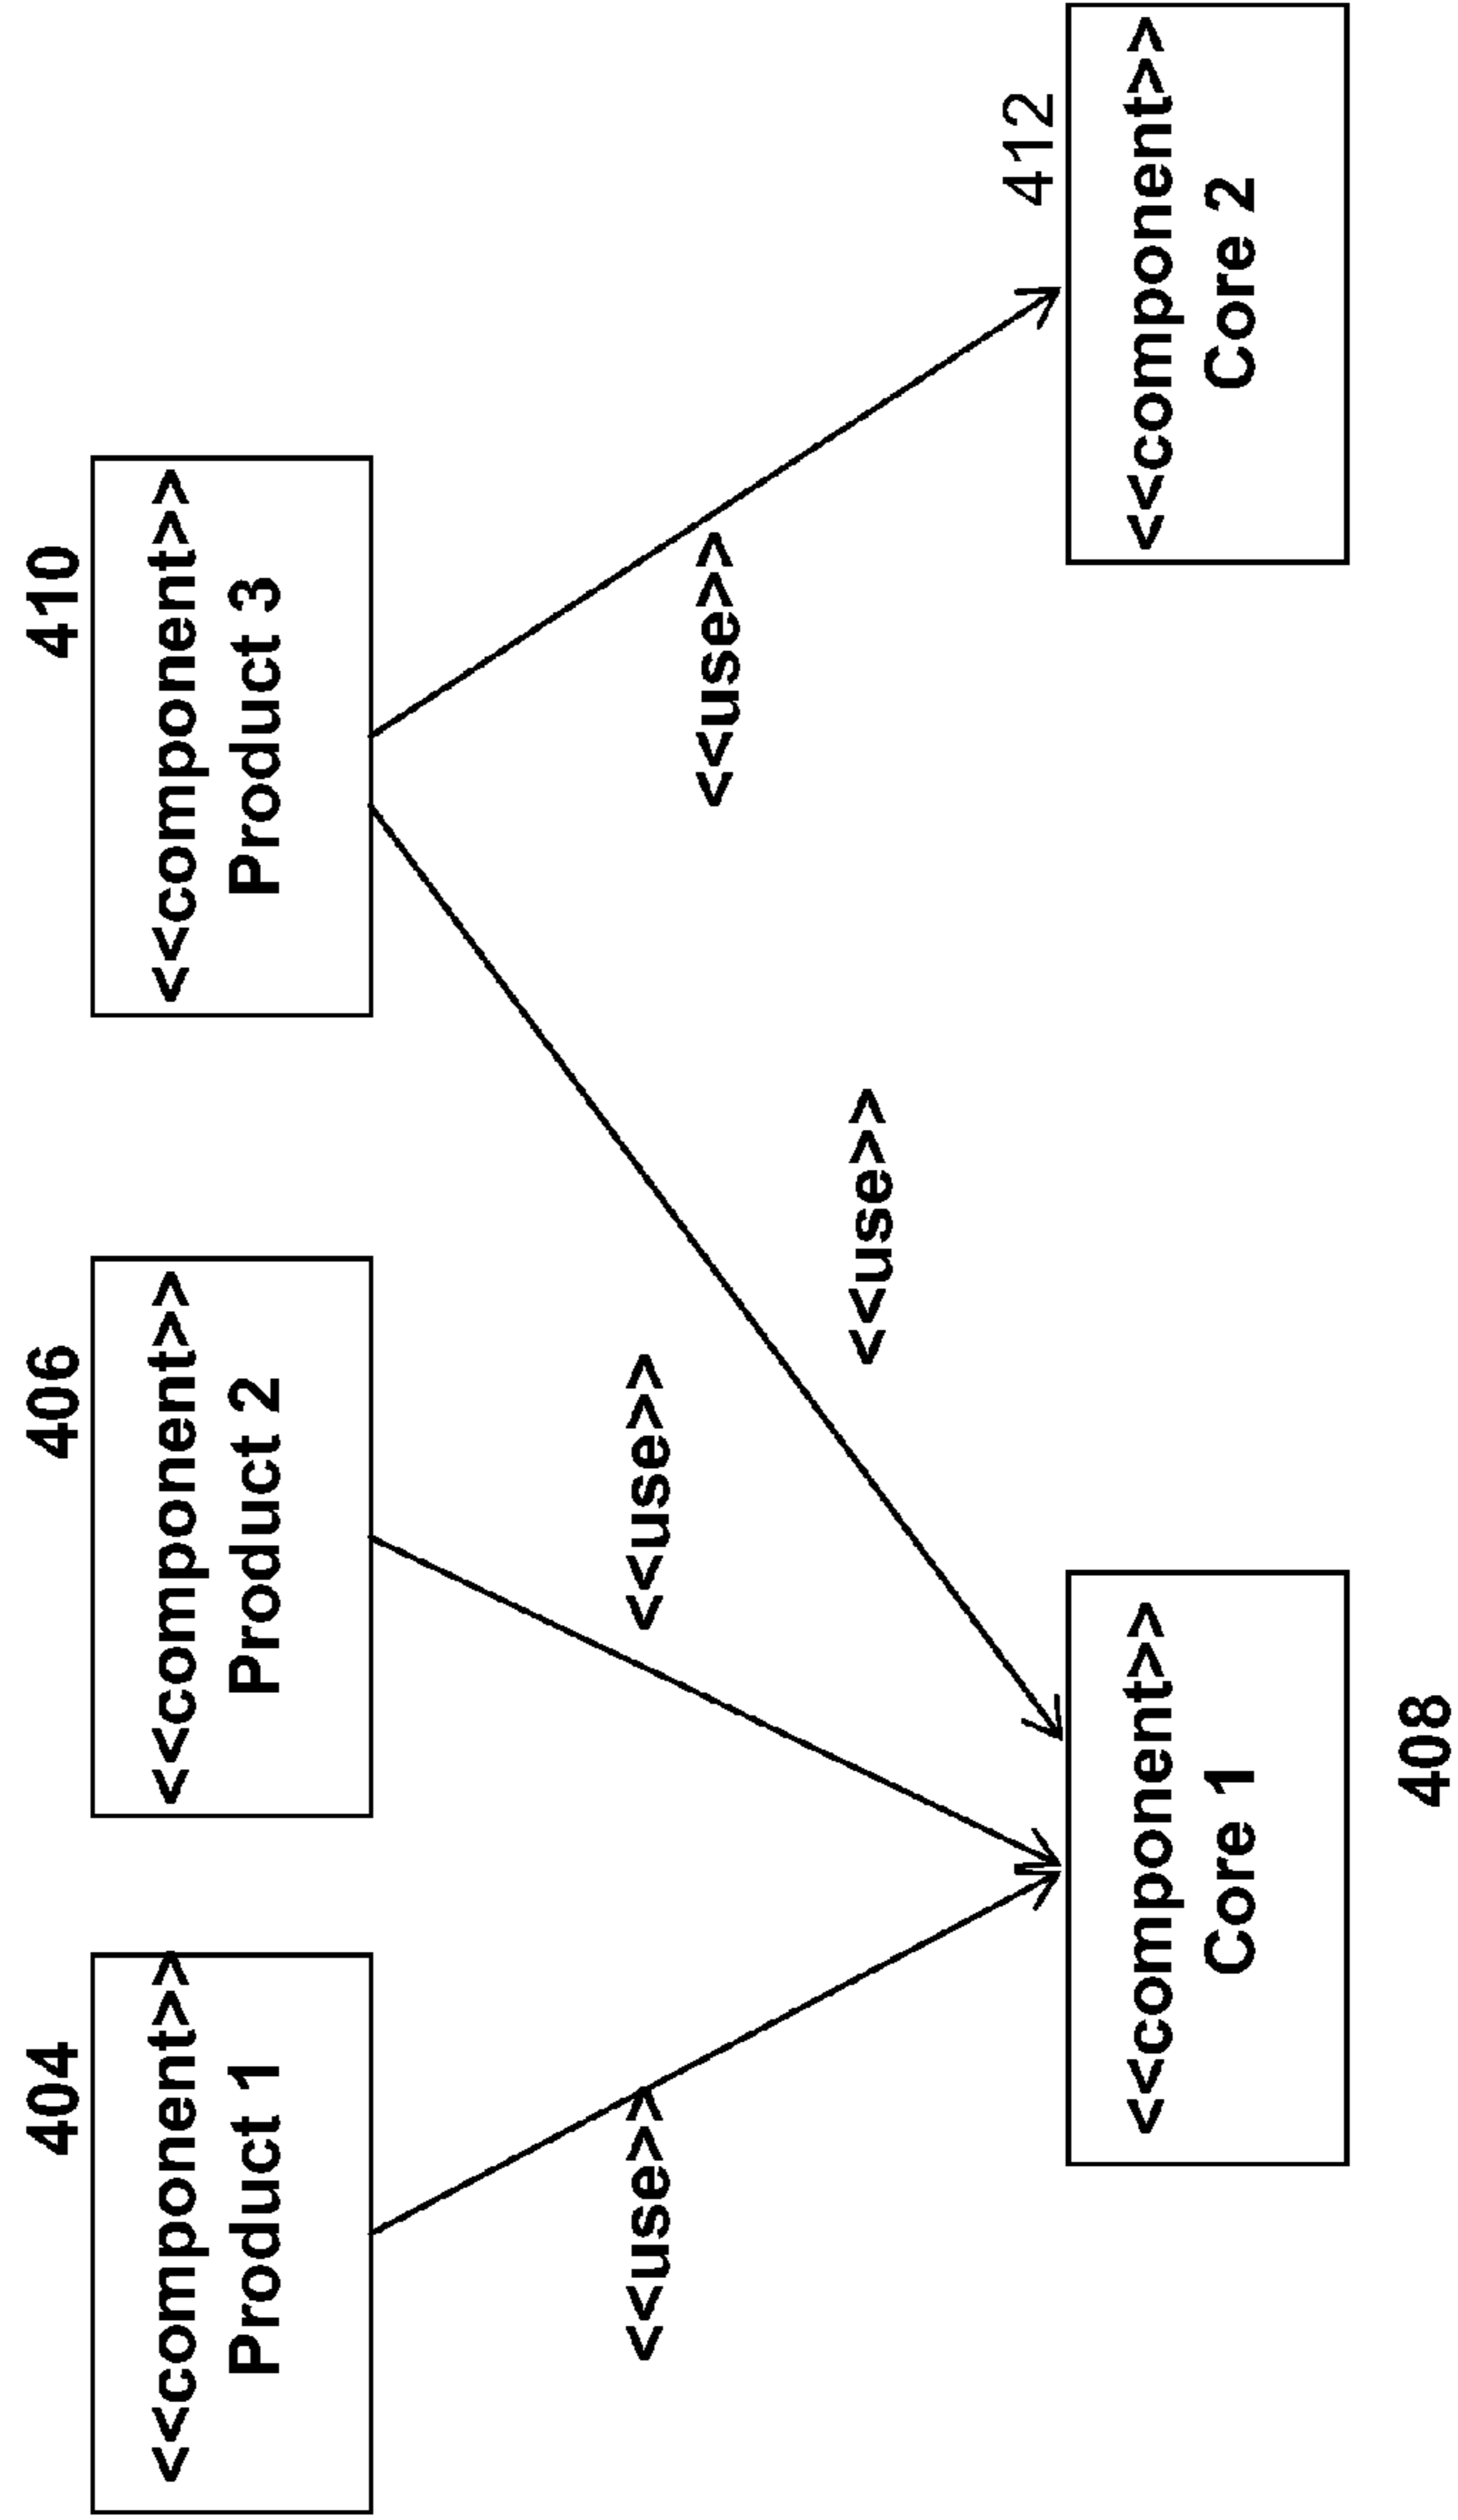 404
406
410
<<component>>
Product 1
<<component>>
Product 2
<<component>>
Product 3
<<use>>
<<use>>
<<use>>
<<use>>
412
<<component>>
Core 1
<<component>>
Core 2
408